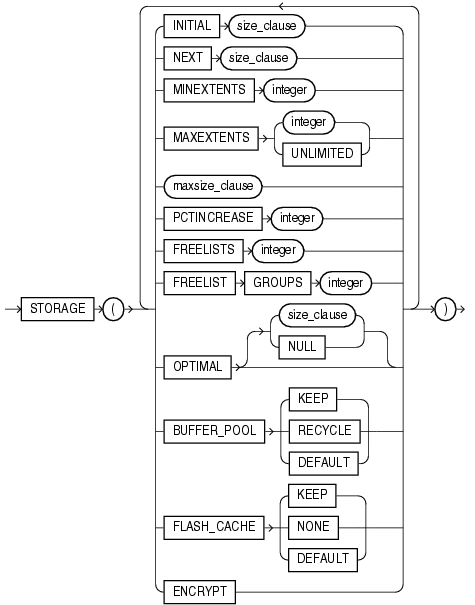 INITIAL size_clause
NEXT size_clause
MINEXTENTS integer
integer
MAXEXTENTS
UNLIMITED
maxsize_clause
PCTINCREASE integer
FREELISTS integer
FREELIST GROUPS integer
STORAGE ( )
size_clause
NULL
OPTIMAL
KEEP
BUFFER_POOL RECYCLE
DEFAULT
KEEP
FLASH_CACHE NONE
DEFAULT
ENCRYPT